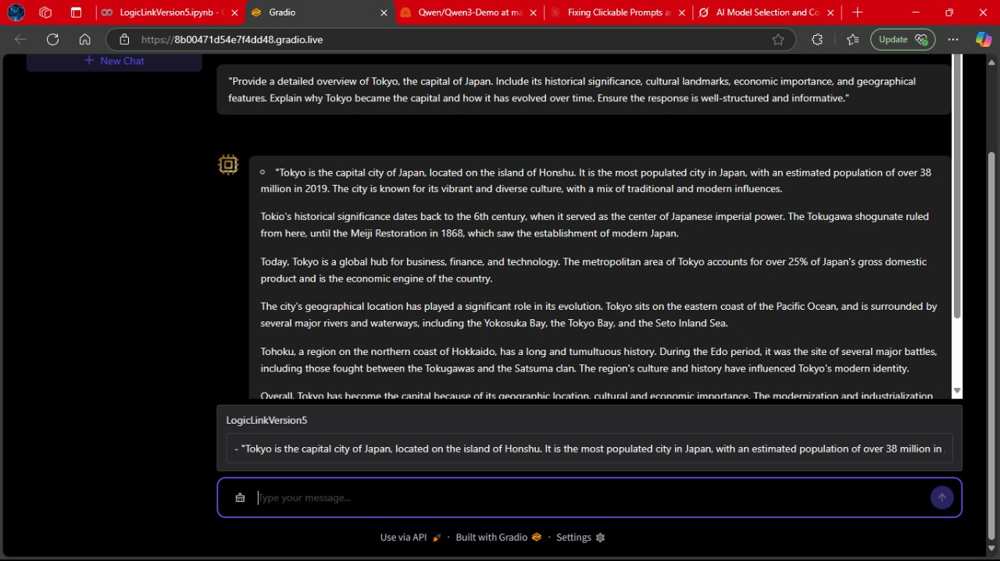 LogicLinkVersion5.ipynb - C
Gradio
Qwen/Qwen3-Demo at ma
Fixing Clickable Prompts a
AI Model Selection and Co
https://8b00471d54e7f4dd48.gradio.live
Update
+ New Chat
"Provide a detailed overview of Tokyo, the capital of Japan. Include its historical significance, cultural landmarks, economic importance, and geographical
features. Explain why Tokyo became the capital and how it has evolved over time. Ensure the response is well-structured and informative."
"Tokyo is the capital city of Japan, located on the island of Honshu. It is the most populated city in Japan, with an estimated population of over 38
million in 2019. The city is known for its vibrant and diverse culture, with a mix of traditional and modern influences.
Tokio's historical significance dates back to the 6th century, when it served as the center of Japanese imperial power. The Tokugawa shogunate ruled
from here, until the Meiji Restoration in 1868, which saw the establishment of modern Japan.
Today, Tokyo is a global hub for business, finance, and technology. The metropolitan area of Tokyo accounts for over 25% of Japan's gross domestic
product and is the economic engine of the country.
The city's geographical location has played a significant role in its evolution. Tokyo sits on the eastern coast of the Pacific Ocean, and is surrounded by
several major rivers and waterways, including the Yokosuka Bay, the Tokyo Bay, and the Seto Inland Sea.
Tohoku, a region on the northern coast of Hokkaido, has a long and tumultuous history. During the Edo period, it was the site of several major battles,
including those fought between the Tokugawas and the Satsuma clan. The region's culture and history have influenced Tokyo's modern identity.
Overall, Tokyo has become the capital because of its geographic location, cultural and economic importance. The modernization and industrialization
LogicLinkVersion5
- "Tokyo is the capital city of Japan, located on the island of Honshu. It is the most populated city in Japan, with an estimated population of over 38 million in
Type your message...
Use via API · Built with Gradio · Settings